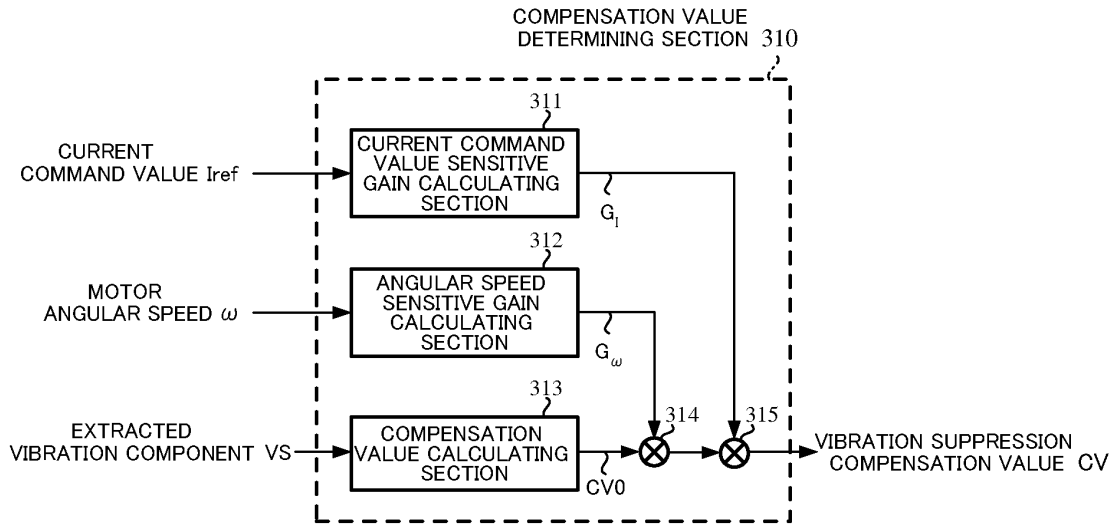 COMPENSATION VALUE
DETERMINING SECTION 310
311
CURRENT
COMMAND VALUE Iref
CURRENT COMMAND
VALUE SENSITIVE
GAIN CALCULATING
SECTION
G_I
312
MOTOR
ANGULAR SPEED ω
ANGULAR SPEED
SENSITIVE GAIN
CALCULATING
SECTION
G_ω
313
EXTRACTED
VIBRATION COMPONENT VS
COMPENSATION
VALUE CALCULATING
SECTION
CV0
314
315
VIBRATION SUPPRESSION
COMPENSATION VALUE CV